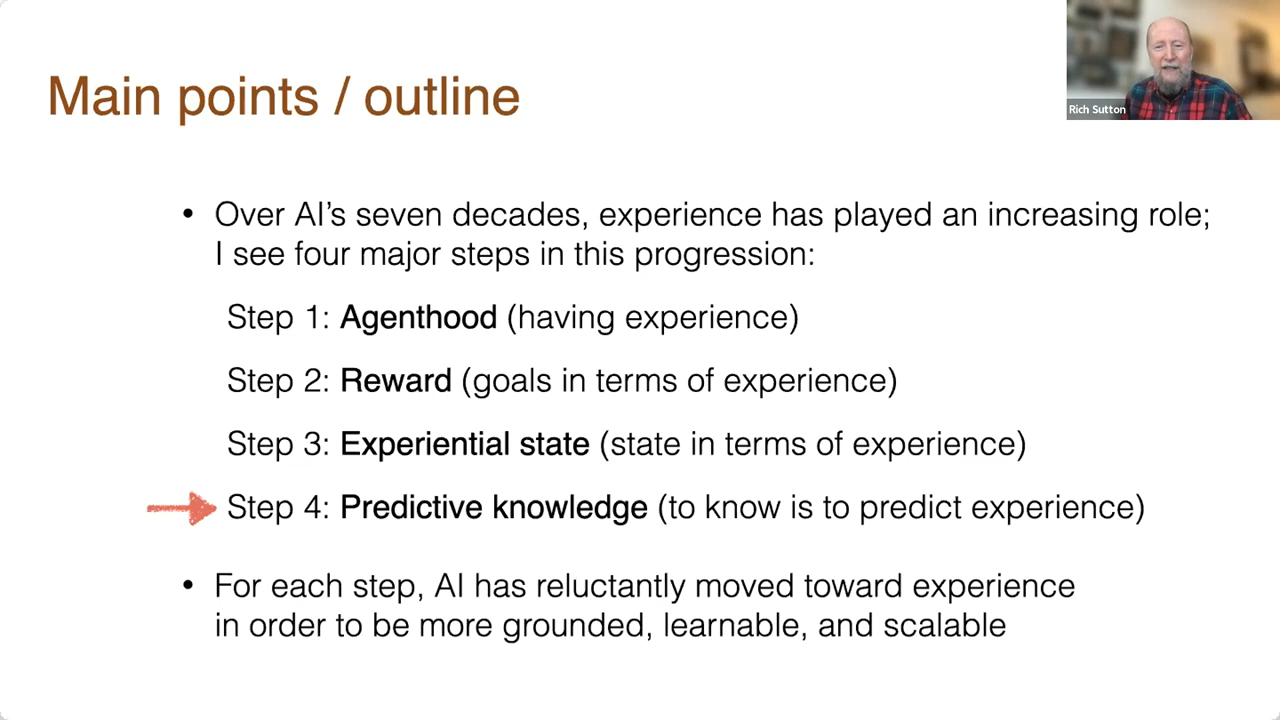 Main points / outline
Rich Sutton
• Over AI’s seven decades, experience has played an increasing role;
I see four major steps in this progression:
Step 1: Agenthood (having experience)
Step 2: Reward (goals in terms of experience)
Step 3: Experiential state (state in terms of experience)
Step 4: Predictive knowledge (to know is to predict experience)
• For each step, AI has reluctantly moved toward experience
in order to be more grounded, learnable, and scalable